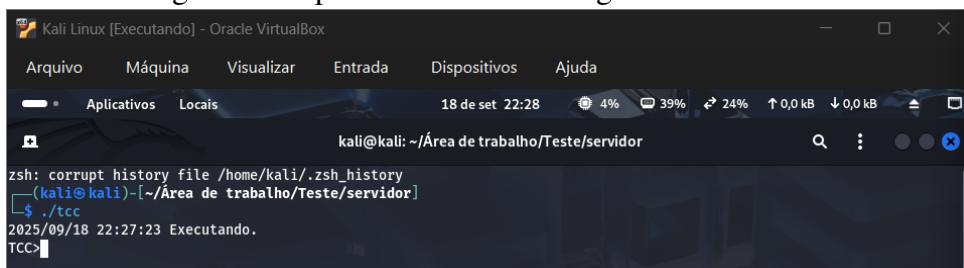 Kali Linux [Executando] - Oracle VirtualBox
Arquivo Máquina Visualizar Entrada Dispositivos Ajuda
Aplicativos Locais 18 de set 22:28 4% 39% 24% ↑ 0,0 kB ↓ 0,0 kB
kali@kali: ~/Área de trabalho/Teste/servidor
zsh: corrupt history file /home/kali/.zsh_history
┌──(kali㉿kali)-[~/Área de trabalho/Teste/servidor]
└─$ ./tcc
2025/09/18 22:27:23 Executando.
TCC>